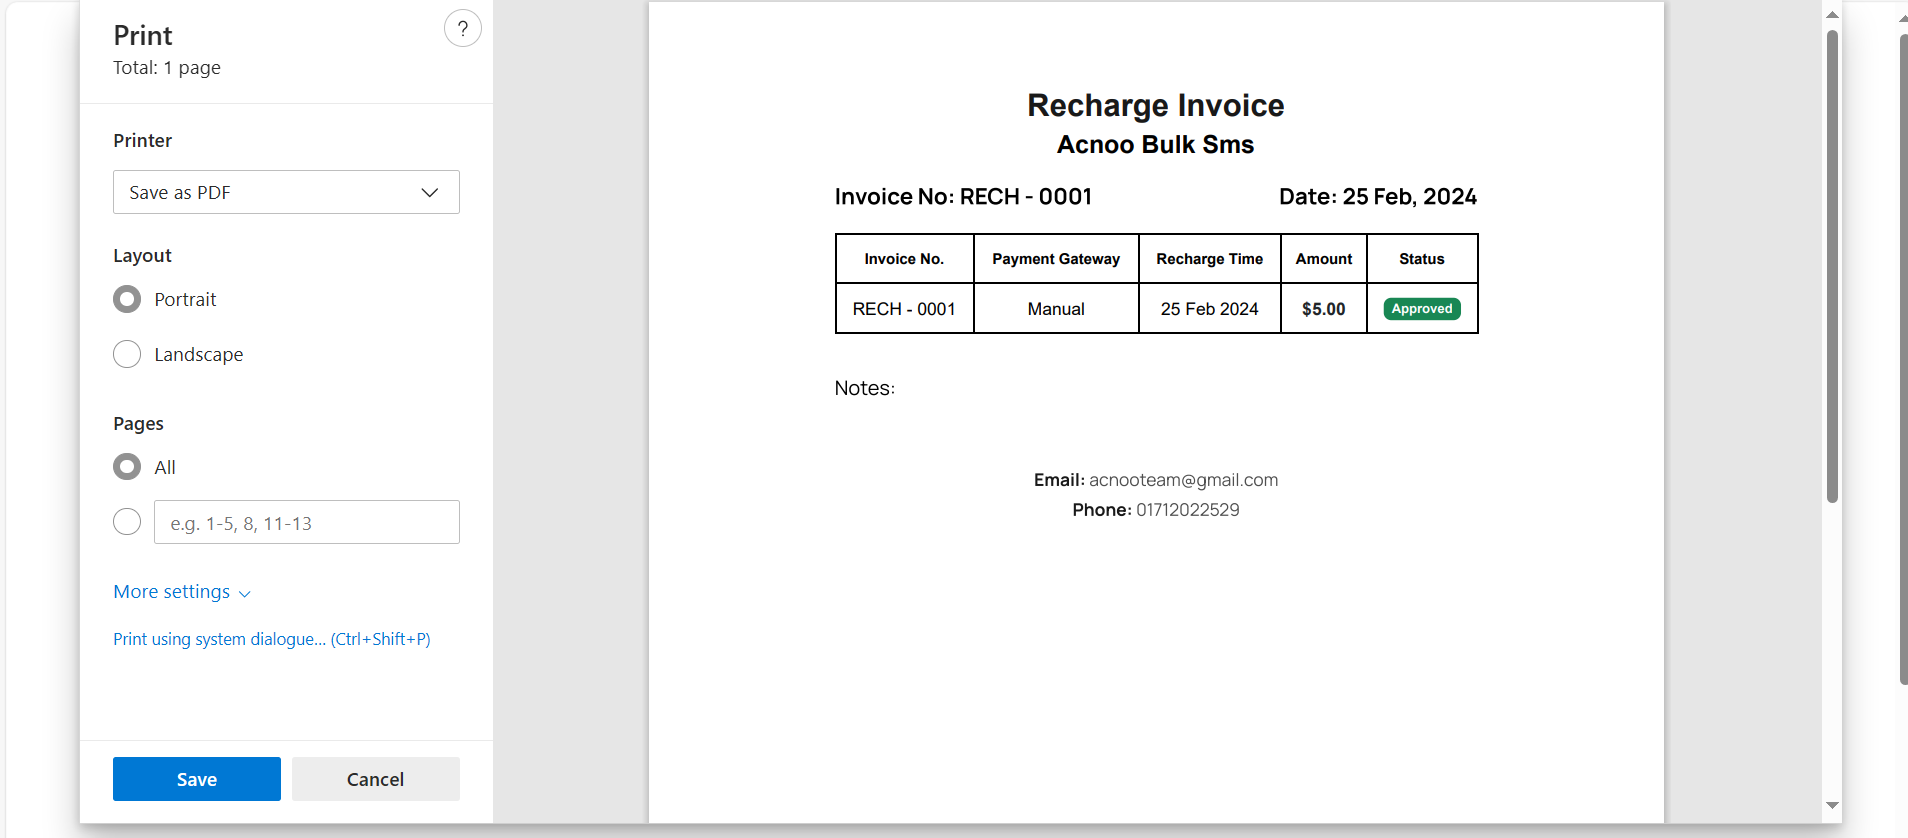 Print
?
Total: 1 page
Printer
Save as PDF
Layout
Portrait
Landscape
Pages
All
e.g. 1-5, 8, 11-13
More settings
Print using system dialogue... (Ctrl+Shift+P)
Save Cancel
Recharge Invoice
Acnoo Bulk Sms
Invoice No: RECH - 0001 Date: 25 Feb, 2024
Invoice No. Payment Gateway Recharge Time Amount Status
RECH - 0001 Manual 25 Feb 2024 $5.00 Approved
Notes:
Email: acnooteam@gmail.com
Phone: 01712022529